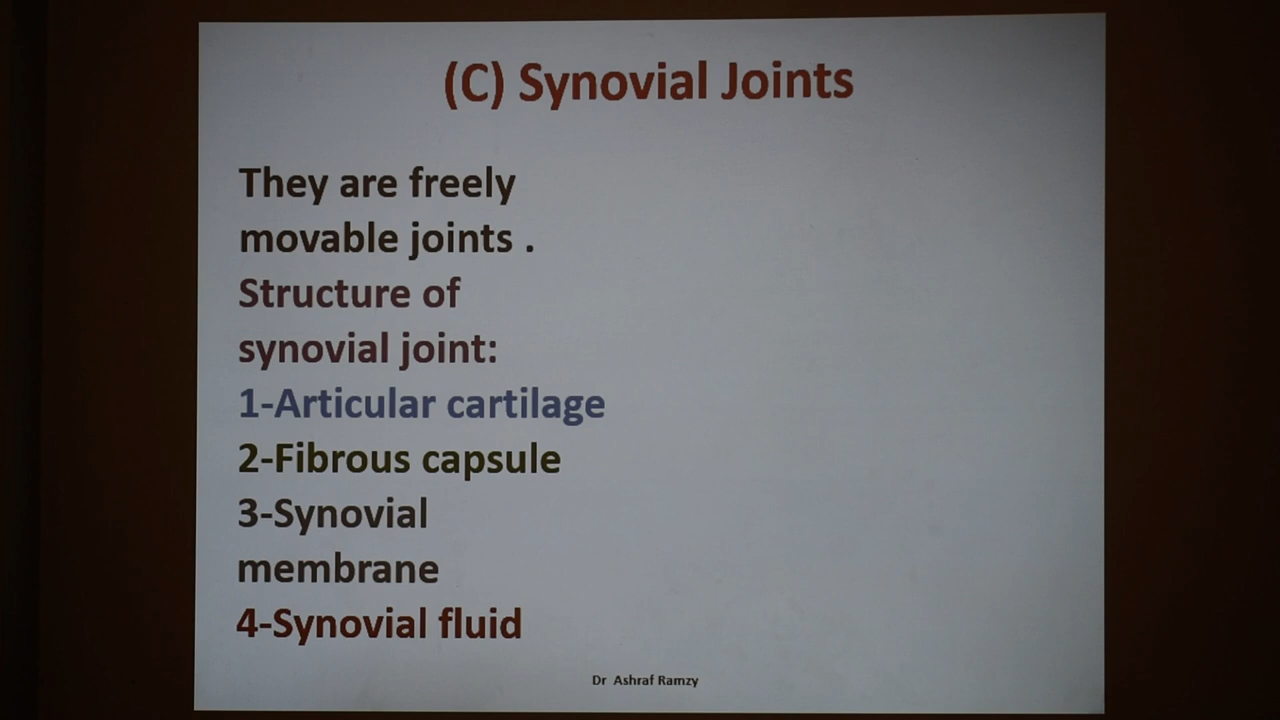 (C) Synovial Joints
They are freely
movable joints .
Structure of
synovial joint:
1-Articular cartilage
2-Fibrous capsule
3-Synovial
membrane
4-Synovial fluid
Dr Ashraf Ramzy